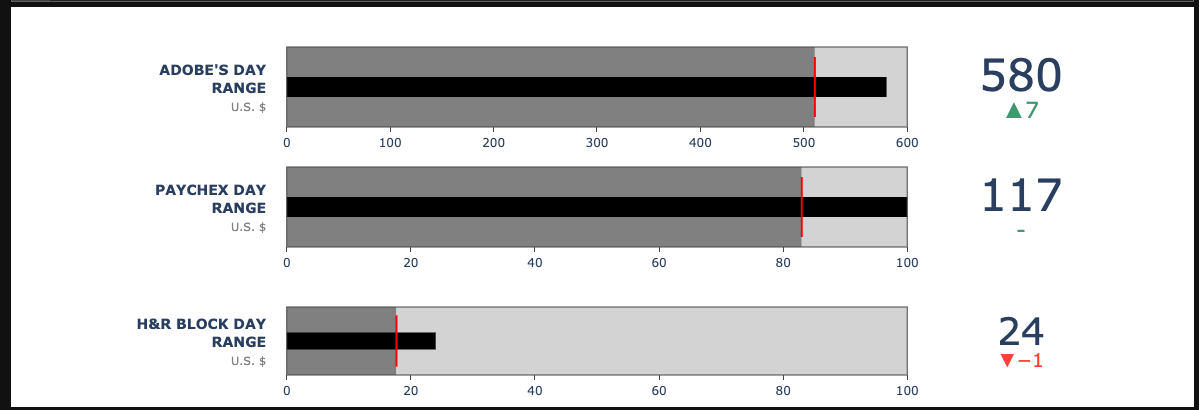 ADOBE'S DAY
RANGE
U.S. $
580
▲7
0 100 200 300 400 500 600
PAYCHEX DAY
RANGE
U.S. $
117
-
0 20 40 60 80 100
H&R BLOCK DAY
RANGE
U.S. $
24
▼−1
0 20 40 60 80 100